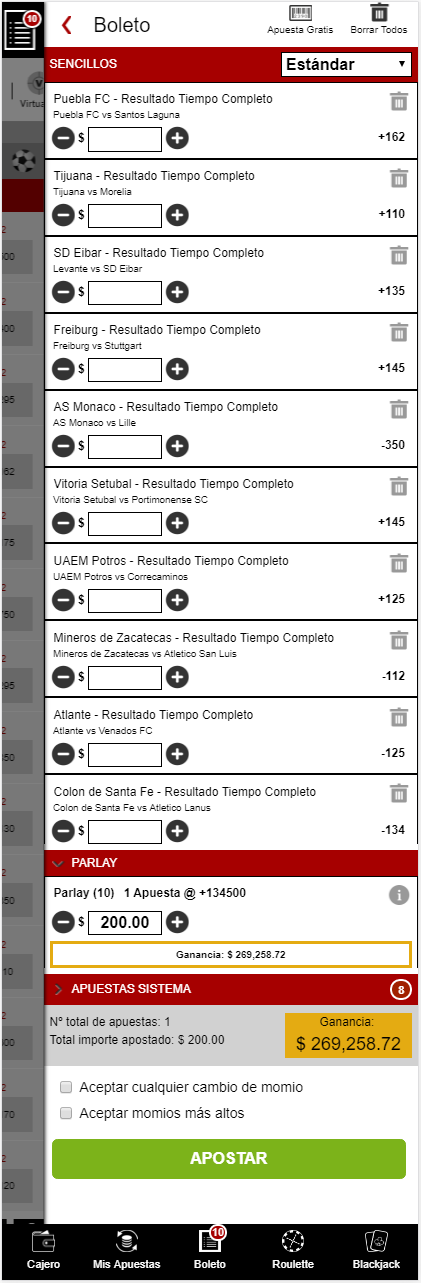 10
Boleto
Apuesta Gratis
Borrar Todos
SENCILLOS
Estándar
Puebla FC - Resultado Tiempo Completo
Puebla FC vs Santos Laguna
$
+162
Tijuana - Resultado Tiempo Completo
Tijuana vs Morelia
$
+110
SD Eibar - Resultado Tiempo Completo
Levante vs SD Eibar
$
+135
Freiburg - Resultado Tiempo Completo
Freiburg vs Stuttgart
$
+145
AS Monaco - Resultado Tiempo Completo
AS Monaco vs Lille
$
-350
Vitoria Setubal - Resultado Tiempo Completo
Vitoria Setubal vs Portimonense SC
$
+145
UAEM Potros - Resultado Tiempo Completo
UAEM Potros vs Correcaminos
$
+125
Mineros de Zacatecas - Resultado Tiempo Completo
Mineros de Zacatecas vs Atletico San Luis
$
-112
Atlante - Resultado Tiempo Completo
Atlante vs Venados FC
$
-125
Colon de Santa Fe - Resultado Tiempo Completo
Colon de Santa Fe vs Atletico Lanus
$
-134
PARLAY
Parlay (10) 1 Apuesta @ +134500
$ 200.00
Ganancia: $ 269,258.72
APUESTAS SISTEMA
8
Nº total de apuestas: 1
Total importe apostado: $ 200.00
Ganancia:
$ 269,258.72
Aceptar cualquier cambio de momio
Aceptar momios más altos
APOSTAR
10
Cajero
Mis Apuestas
Boleto
Roulette
Blackjack